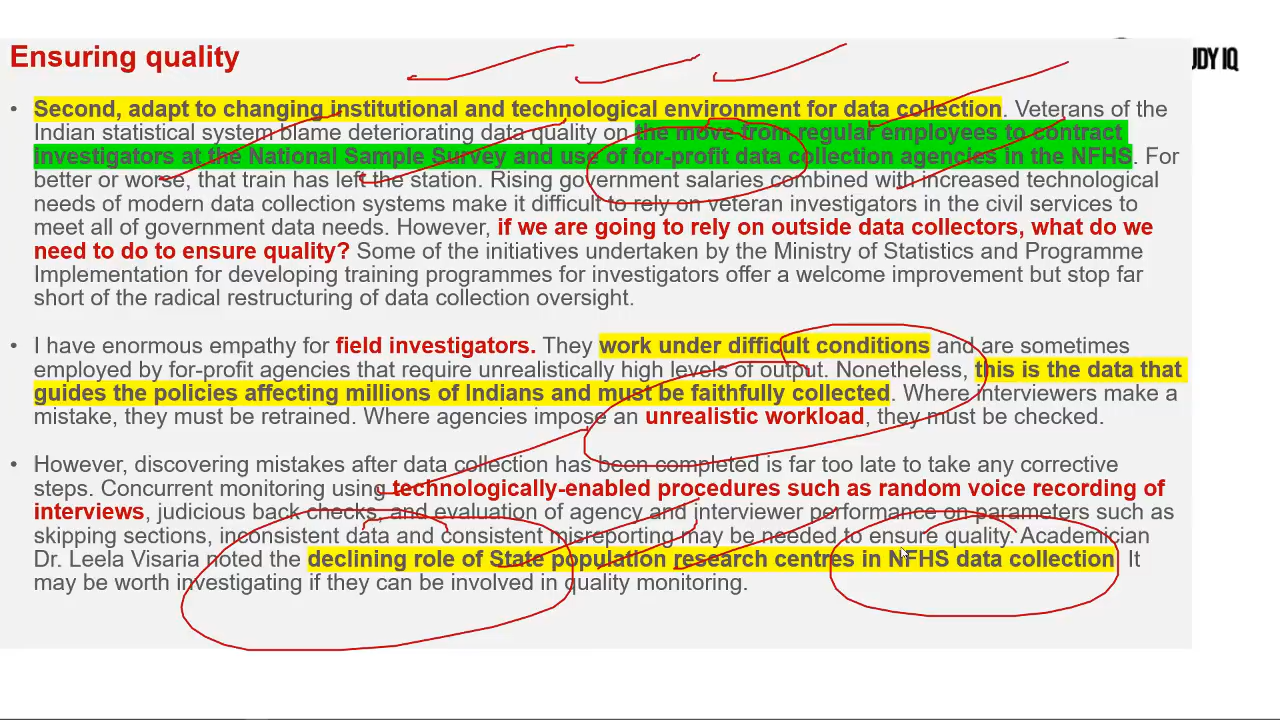 Ensuring quality
UDY IQ
• Second, adapt to changing institutional and technological environment for data collection. Veterans of the
Indian statistical system blame deteriorating data quality on the move from regular employees to contract
investigators at the National Sample Survey and use of for-profit data collection agencies in the NFHS. For
better or worse, that train has left the station. Rising government salaries combined with increased technological
needs of modern data collection systems make it difficult to rely on veteran investigators in the civil services to
meet all of government data needs. However, if we are going to rely on outside data collectors, what do we
need to do to ensure quality? Some of the initiatives undertaken by the Ministry of Statistics and Programme
Implementation for developing training programmes for investigators offer a welcome improvement but stop far
short of the radical restructuring of data collection oversight.
• I have enormous empathy for field investigators. They work under difficult conditions and are sometimes
employed by for-profit agencies that require unrealistically high levels of output. Nonetheless, this is the data that
guides the policies affecting millions of Indians and must be faithfully collected. Where interviewers make a
mistake, they must be retrained. Where agencies impose an unrealistic workload, they must be checked.
• However, discovering mistakes after data collection has been completed is far too late to take any corrective
steps. Concurrent monitoring using technologically-enabled procedures such as random voice recording of
interviews, judicious back checks, and evaluation of agency and interviewer performance on parameters such as
skipping sections, inconsistent data and consistent misreporting may be needed to ensure quality. Academician
Dr. Leela Visaria noted the declining role of State population research centres in NFHS data collection. It
may be worth investigating if they can be involved in quality monitoring.